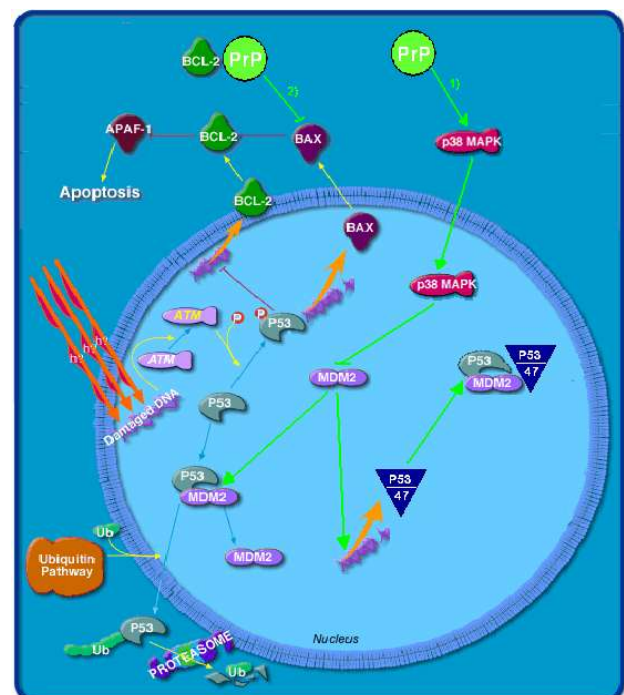 PrP
BCL-2
PrP
2)
1)
APAF-1
BCL-2
BAX
p38 MAPK
Apoptosis
BCL-2
BAX
p38 MAPK
ATM
P
P
P53
h?
h?
h?
ATM
MDM2
P53
MDM2
P53
47
Damaged DNA
P53
P53
MDM2
P53
47
Ub
MDM2
Ubiquitin
Pathway
P53
Ub
PROTEASOME
Ub
Nucleus